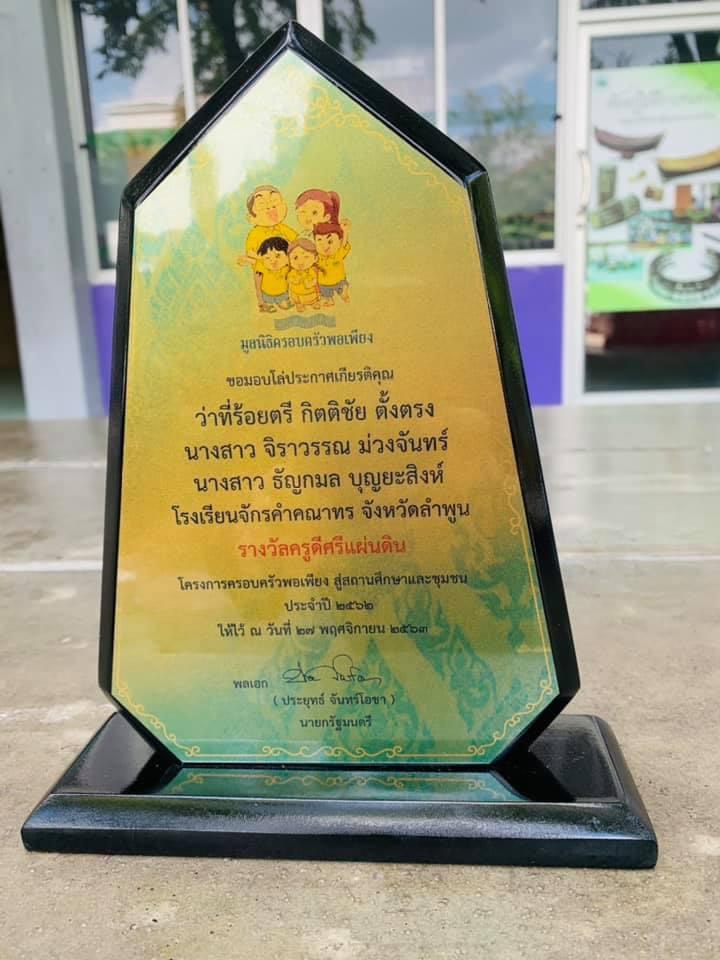 มูลนิธิครอบครัวพอเพียง
ขอมอบโล่ประกาศเกียรติคุณ
ว่าที่ร้อยตรี กิตติชัย ตั้งตรง
นางสาว จิราวรรณ ม่วงจันทร์
นางสาว ธัญกมล บุญยะสิงห์
โรงเรียนจักรคำคณาทร จังหวัดลำพูน
รางวัลครูดีศรีแผ่นดิน
โครงการครอบครัวพอเพียง สู่สถานศึกษาและชุมชน
ประจำปี ๒๕๖๒
ให้ไว้ ณ วันที่ ๒๗ พฤศจิกายน ๒๕๖๓
พลเอก
( ประยุทธ์ จันทร์โอชา )
นายกรัฐมนตรี